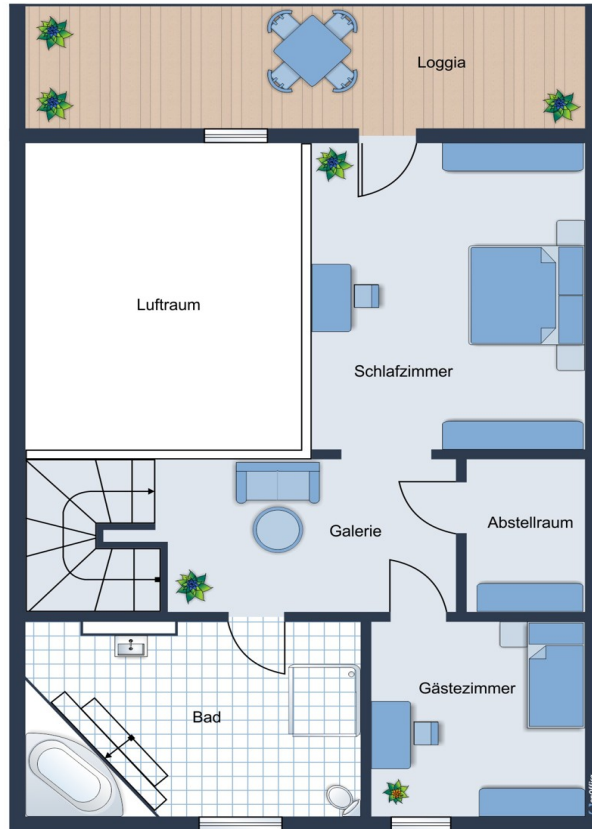 Loggia
Luftraum
Schlafzimmer
Galerie
Abstellraum
Gästezimmer
Bad